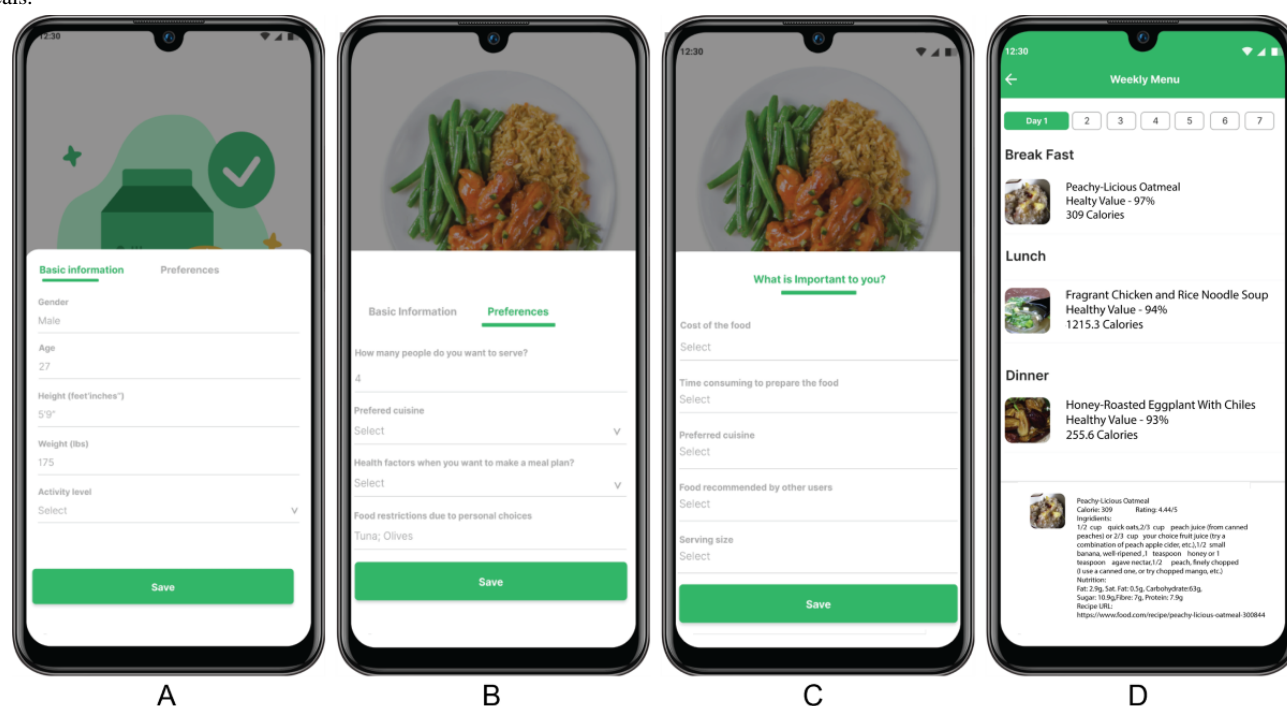 als.
12:30
Basic information Preferences
Gender
Male
Age
27
Height (feet'inches")
5'9"
Weight (lbs)
175
Activity level
Select v
Save
A
Basic Information Preferences
How many people do you want to serve?
4
Prefered cuisine
Select v
Health factors when you want to make a meal plan?
Select v
Food restrictions due to personal choices
Tuna; Olives
Save
B
12:30
What is Important to you?
Cost of the food
Select
Time consuming to prepare the food
Select
Preferred cuisine
Select
Food recommended by other users
Select
Serving size
Select
Save
C
12:30
Weekly Menu
Day 1 2 3 4 5 6 7
Break Fast
Peachy-Licious Oatmeal
Healty Value - 97%
309 Calories
Lunch
Fragrant Chicken and Rice Noodle Soup
Healthy Value - 94%
1215.3 Calories
Dinner
Honey-Roasted Eggplant With Chiles
Healthy Value - 93%
255.6 Calories
Peachy-Licious Oatmeal
Calorie: 309 Rating: 4.44/5
Ingridients:
1/2 cup quick oats,2/3 cup peach juice (from canned
peaches) or 2/3 cup your choice fruit juice (try a
combination of peach apple cider, etc.),1/2 small
banana, well-ripened ,1 teaspoon honey or 1
teaspoon agave nectar,1/2 peach, finely chopped
(I use a canned one, or try chopped mango, etc.)
Nutrition:
Fat: 2.9g, Sat. Fat: 0.5g, Carbohydrate:63g,
Sugar: 10.9g,Fibre: 7g, Protein: 7.9g
Recipe URL:
https://www.food.com/recipe/peachy-licious-oatmeal-300844
D